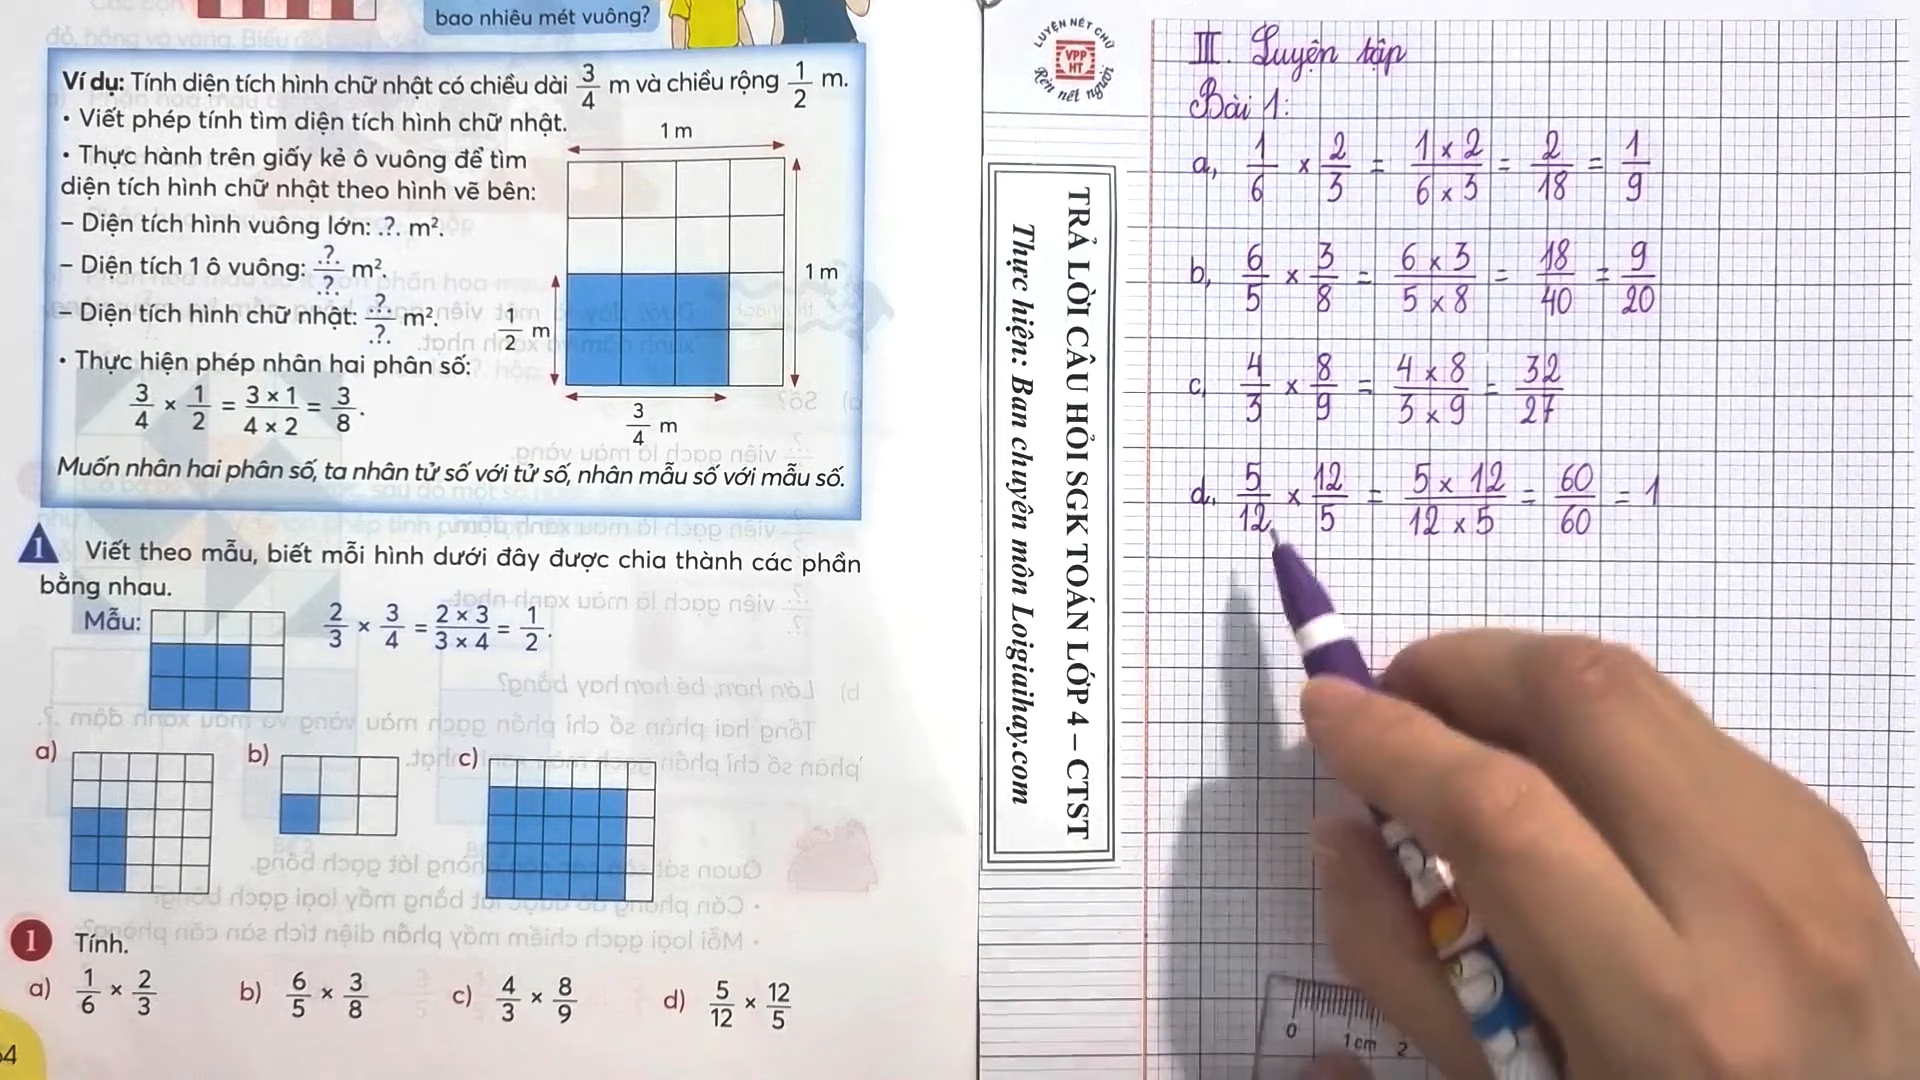 bao nhiêu mét vuông?
Ví dụ: Tính diện tích hình chữ nhật có chiều dài 3/4 m và chiều rộng 1/2 m.
• Viết phép tính tìm diện tích hình chữ nhật.
• Thực hành trên giấy kẻ ô vuông để tìm
diện tích hình chữ nhật theo hình vẽ bên:
– Diện tích hình vuông lớn: .?. m².
– Diện tích 1 ô vuông: .?./.?. m².
– Diện tích hình chữ nhật: .?./.?. m².
• Thực hiện phép nhân hai phân số:
3/4 × 1/2 = (3 × 1)/(4 × 2) = 3/8.
1 m
1 m
1/2 m
3/4 m
Muốn nhân hai phân số, ta nhân tử số với tử số, nhân mẫu số với mẫu số.
1 Viết theo mẫu, biết mỗi hình dưới đây được chia thành các phần
bằng nhau.
Mẫu: 2/3 × 3/4 = (2 × 3)/(3 × 4) = 1/2.
a) b) c)
1 Tính.
a) 1/6 × 2/3 b) 6/5 × 3/8 c) 4/3 × 8/9 d) 5/12 × 12/5
LUYỆN NÉT CHỮ
VPP
HT
Rèn nết người
TRẢ LỜI CÂU HỎI SGK TOÁN LỚP 4 – CTST
Thực hiện: Ban chuyên môn Loigiaihay.com
III. Luyện tập
Bài 1:
a, 1/6 × 2/3 = (1 × 2)/(6 × 3) = 2/18 = 1/9
b, 6/5 × 3/8 = (6 × 3)/(5 × 8) = 18/40 = 9/20
c, 4/3 × 8/9 = (4 × 8)/(3 × 9) = 32/27
d, 5/12 × 12/5 = (5 × 12)/(12 × 5) = 60/60 = 1
0 1 cm 2